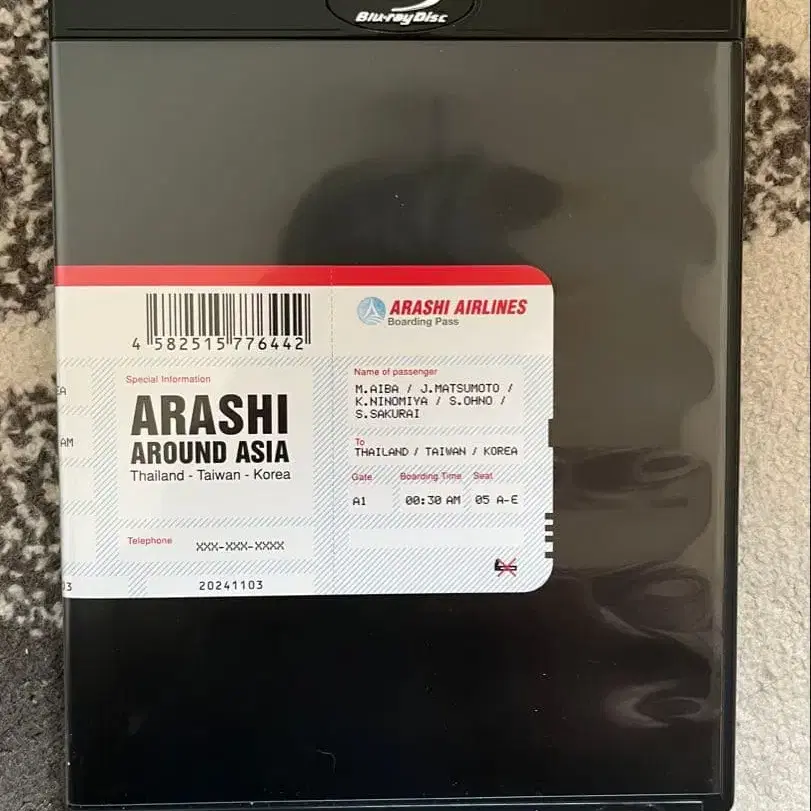 Blu-ray Disc
ARASHI AIRLINES
Boarding Pass
4 582515 776442
Special Information
ARASHI
AROUND ASIA
Thailand - Taiwan - Korea
Telephone
XXX-XXX-XXXX
20241103
Name of passenger
M.AIBA / J.MATSUMOTO /
K.NINOMIYA / S.OHNO /
S.SAKURAI
To
THAILAND / TAIWAN / KOREA
Gate Boarding Time Seat
A1 00:30 AM 05 A-E
AM